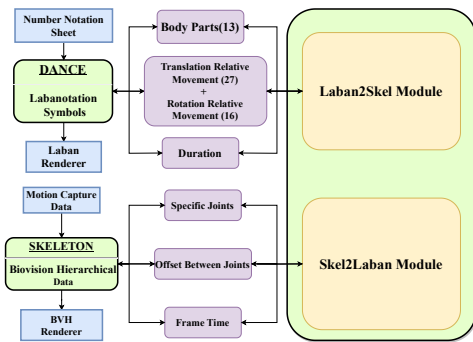 Number Notation
Sheet
DANCE
Labanotation
Symbols
Laban
Renderer
Body Parts(13)
Translation Relative
Movement (27)
+
Rotation Relative
Movement (16)
Duration
Laban2Skel Module
Motion Capture
Data
SKELETON
Biovision Hierarchical
Data
BVH
Renderer
Specific Joints
Offset Between Joints
Frame Time
Skel2Laban Module